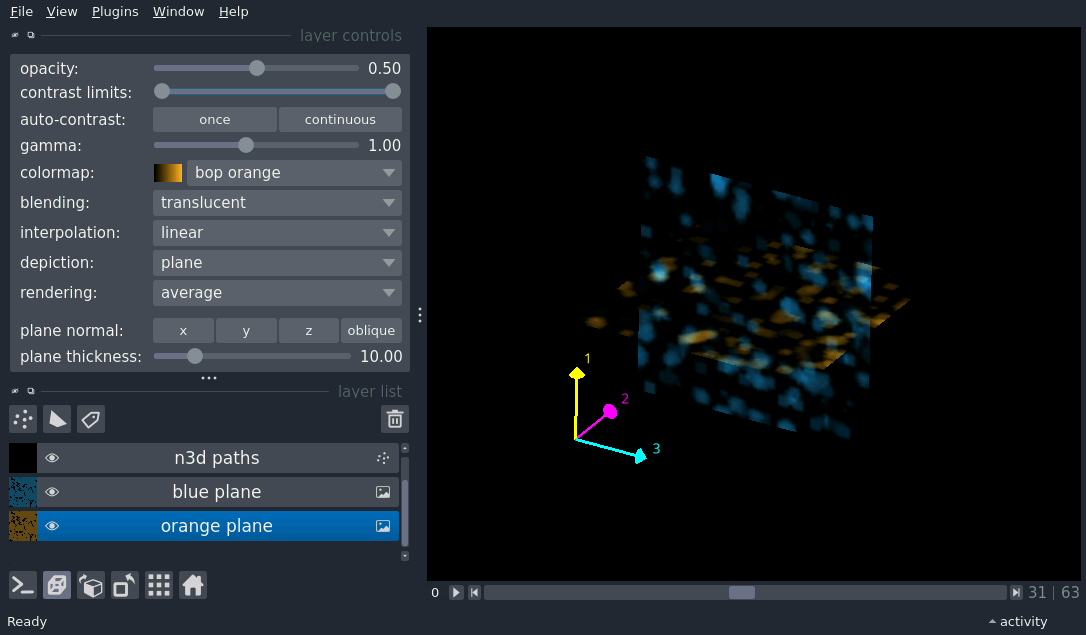 File View Plugins Window Help
layer controls
opacity: 0.50
contrast limits:
auto-contrast: once continuous
gamma: 1.00
colormap: bop orange
blending: translucent
interpolation: linear
depiction: plane
rendering: average
plane normal: x y z oblique
plane thickness: 10.00
layer list
n3d paths
blue plane
orange plane
1
2
3
0 31 | 63
Ready activity